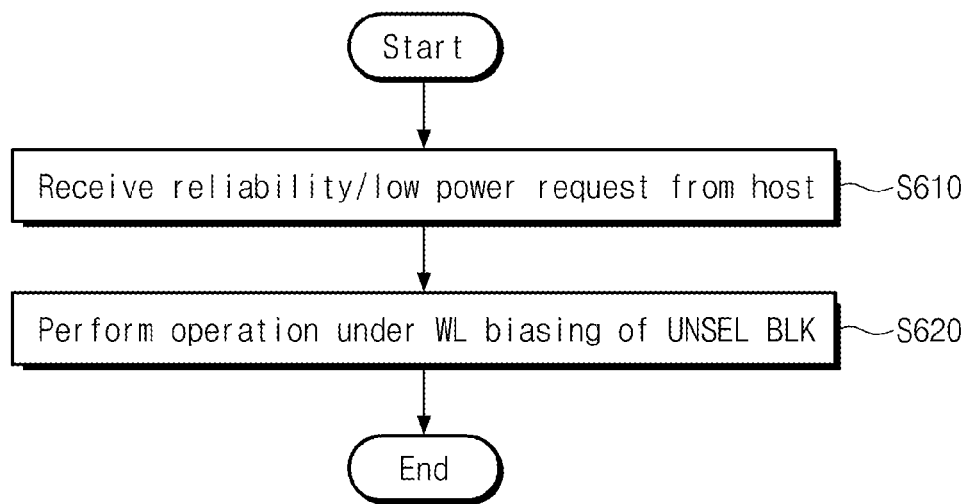 Start
Receive reliability/low power request from host
S610
Perform operation under WL biasing of UNSEL BLK
S620
End